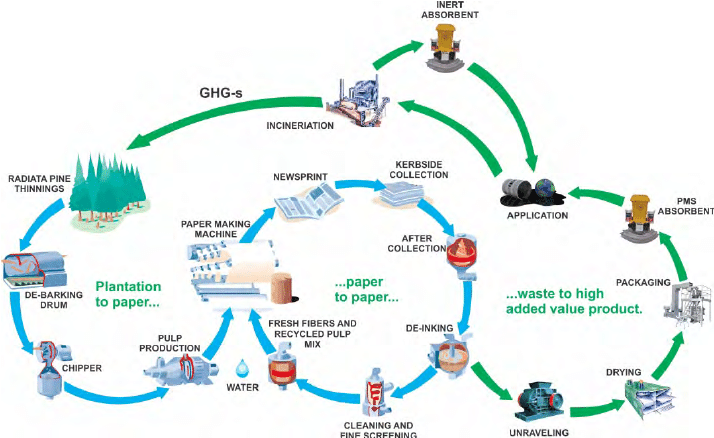 INERT
ABSORBENT
GHG-s
INCINERIATION
RADIATA PINE
THINNINGS
NEWSPRINT
KERBSIDE
COLLECTION
PAPER MAKING
MACHINE
APPLICATION
PMS
ABSORBENT
AFTER
COLLECTION
DE-BARKING
DRUM
Plantation
to paper...
...paper
to paper...
...waste to high
added value product.
PACKAGING
PULP
PRODUCTION
FRESH FIBERS AND
RECYCLED PULP
MIX
DE-INKING
CHIPPER
WATER
DRYING
CLEANING AND
FINE SCREENING
UNRAVELING